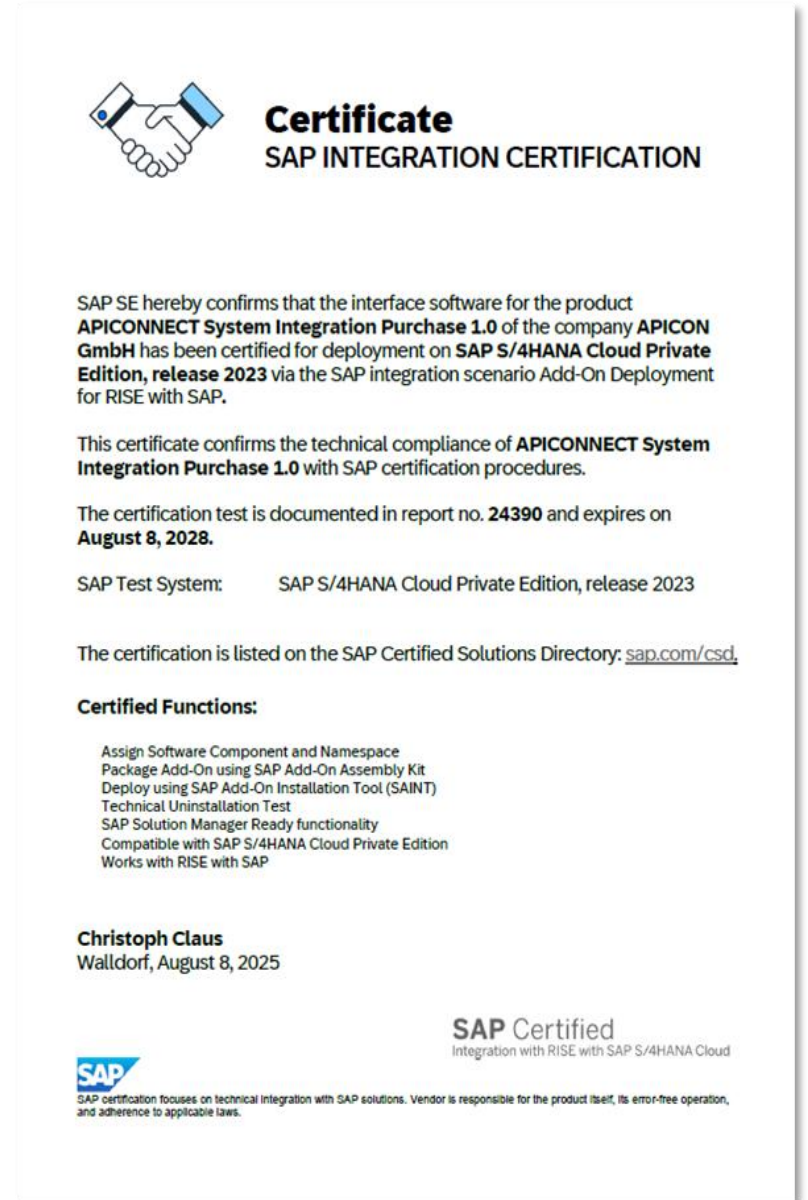 Certificate
SAP INTEGRATION CERTIFICATION
SAP SE hereby confirms that the interface software for the product
APICONNECT System Integration Purchase 1.0 of the company APICON
GmbH has been certified for deployment on SAP S/4HANA Cloud Private
Edition, release 2023 via the SAP integration scenario Add-On Deployment
for RISE with SAP.
This certificate confirms the technical compliance of APICONNECT System
Integration Purchase 1.0 with SAP certification procedures.
The certification test is documented in report no. 24390 and expires on
August 8, 2028.
SAP Test System: SAP S/4HANA Cloud Private Edition, release 2023
The certification is listed on the SAP Certified Solutions Directory: sap.com/csd.
Certified Functions:
Assign Software Component and Namespace
Package Add-On using SAP Add-On Assembly Kit
Deploy using SAP Add-On Installation Tool (SAINT)
Technical Uninstallation Test
SAP Solution Manager Ready functionality
Compatible with SAP S/4HANA Cloud Private Edition
Works with RISE with SAP
Christoph Claus
Walldorf, August 8, 2025
SAP Certified
Integration with RISE with SAP S/4HANA Cloud
SAP
SAP certification focuses on technical integration with SAP solutions. Vendor is responsible for the product itself, its error-free operation,
and adherence to applicable laws.